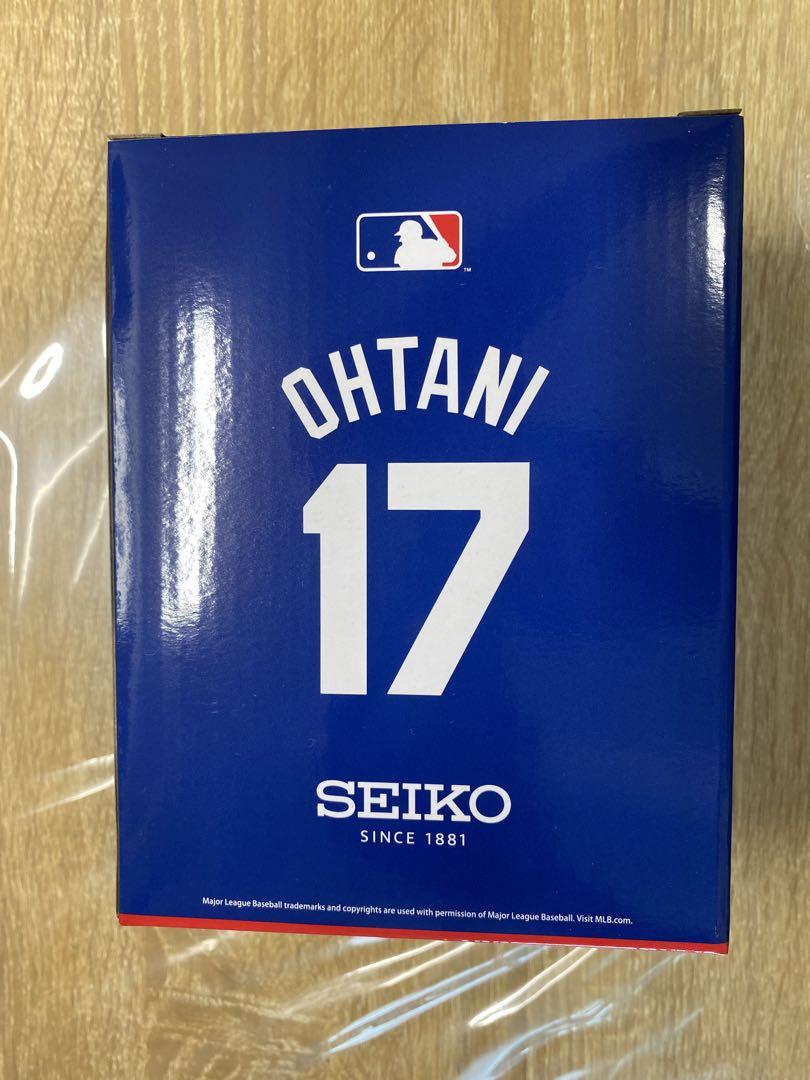 TM
OHTANI
17
SEIKO
SINCE 1881
Major League Baseball trademarks and copyrights are used with permission of Major League Baseball. Visit MLB.com.